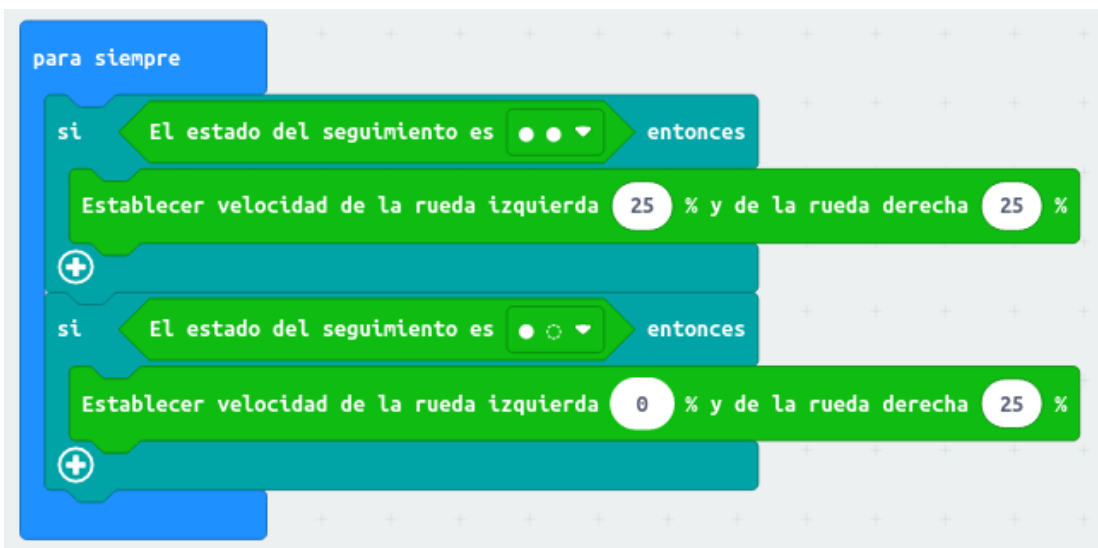 para siempre
si El estado del seguimiento es entonces
Establecer velocidad de la rueda izquierda 25 % y de la rueda derecha 25 %
si El estado del seguimiento es entonces
Establecer velocidad de la rueda izquierda 0 % y de la rueda derecha 25 %